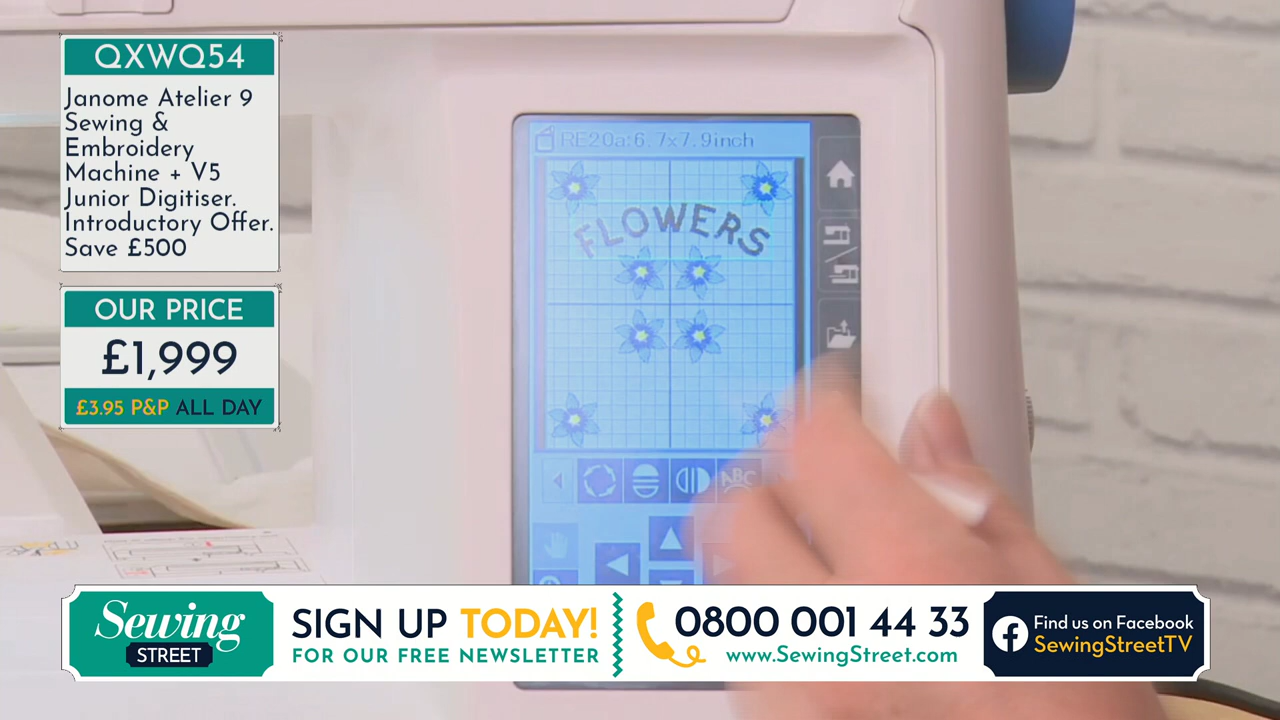 QXWQ54
Janome Atelier 9
Sewing &
Embroidery
Machine + V5
Junior Digitiser.
Introductory Offer.
Save £500
OUR PRICE
£1,999
£3.95 P&P ALL DAY
RE20a:6.7x7.9inch
FLOWERS
ABC
Sewing
STREET
SIGN UP TODAY!
FOR OUR FREE NEWSLETTER
0800 001 44 33
www.SewingStreet.com
Find us on Facebook
SewingStreetTV